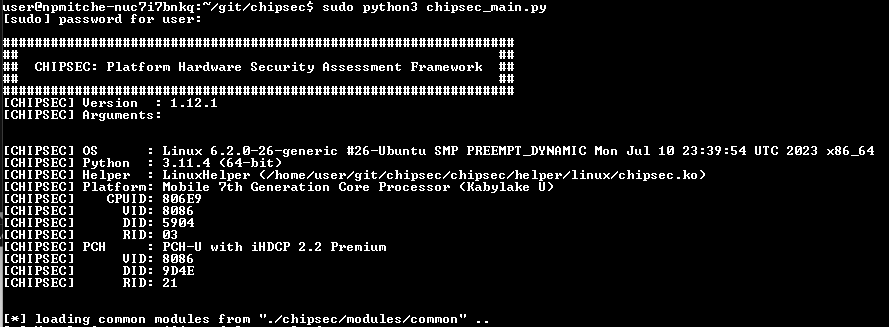 user@npmitche-nuc7i7bnkq:~/git/chipsec$ sudo python3 chipsec_main.py
[sudo] password for user:
################################################################
##                                                            ##
##  CHIPSEC: Platform Hardware Security Assessment Framework  ##
##                                                            ##
################################################################
[CHIPSEC] Version  : 1.12.1
[CHIPSEC] Arguments:
[CHIPSEC] OS      : Linux 6.2.0-26-generic #26-Ubuntu SMP PREEMPT_DYNAMIC Mon Jul 10 23:39:54 UTC 2023 x86_64
[CHIPSEC] Python  : 3.11.4 (64-bit)
[CHIPSEC] Helper  : LinuxHelper (/home/user/git/chipsec/chipsec/helper/linux/chipsec.ko)
[CHIPSEC] Platform: Mobile 7th Generation Core Processor (Kabylake U)
[CHIPSEC]    CPUID: 806E9
[CHIPSEC]      VID: 8086
[CHIPSEC]      DID: 5904
[CHIPSEC]      RID: 03
[CHIPSEC] PCH     : PCH-U with iHDCP 2.2 Premium
[CHIPSEC]      VID: 8086
[CHIPSEC]      DID: 9D4E
[CHIPSEC]      RID: 21
[*] loading common modules from "./chipsec/modules/common" ..